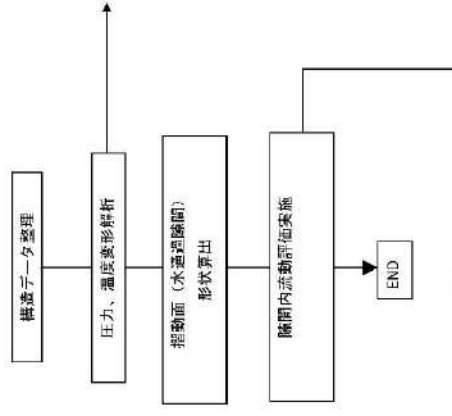 構造データ整理
圧力、温度変形解析
摺動面(水通過隙間)
形状算出
隙間内流動評価実施
END